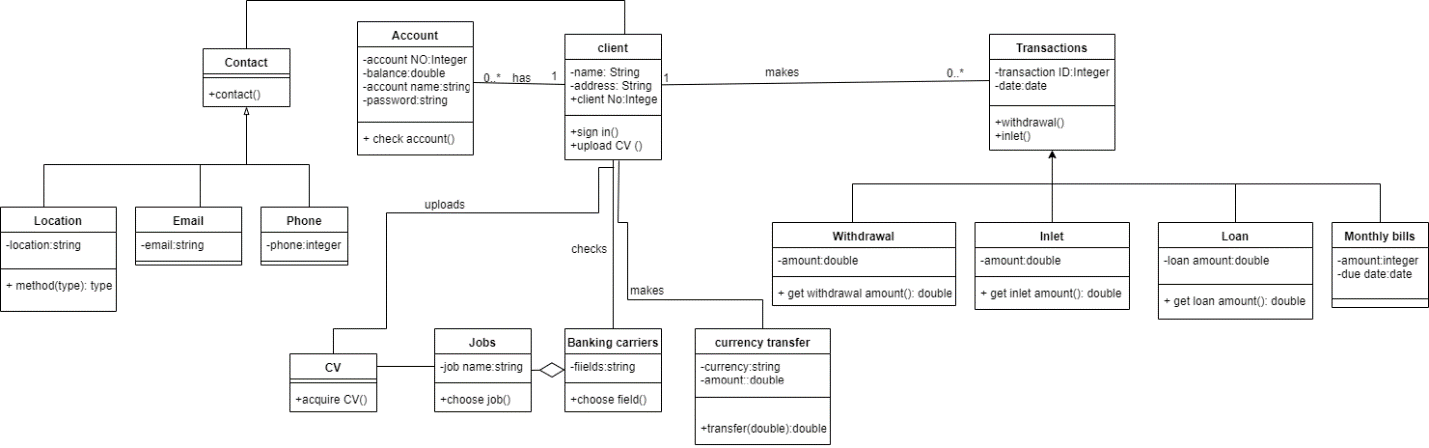 Contact
+contact()
Account
-account NO:Integer
-balance:double
-account name:string
-password:string
+ check account()
0..* has 1
client
-name: String
-address: String
+client No:Intege
+sign in()
+upload CV ()
1 makes 0..*
Transactions
-transaction ID:Integer
-date:date
+withdrawal()
+inlet()
Location
-location:string
+ method(type): type
Email
-email:string
Phone
-phone:integer
uploads
checks
makes
Withdrawal
-amount:double
+ get withdrawal amount(): double
Inlet
-amount:double
+ get inlet amount(): double
Loan
-loan amount:double
+ get loan amount(): double
Monthly bills
-amount:integer
-due date:date
CV
+acquire CV()
Jobs
-job name:string
+choose job()
Banking carriers
-fiields:string
+choose field()
currency transfer
-currency:string
-amount::double
+transfer(double):double